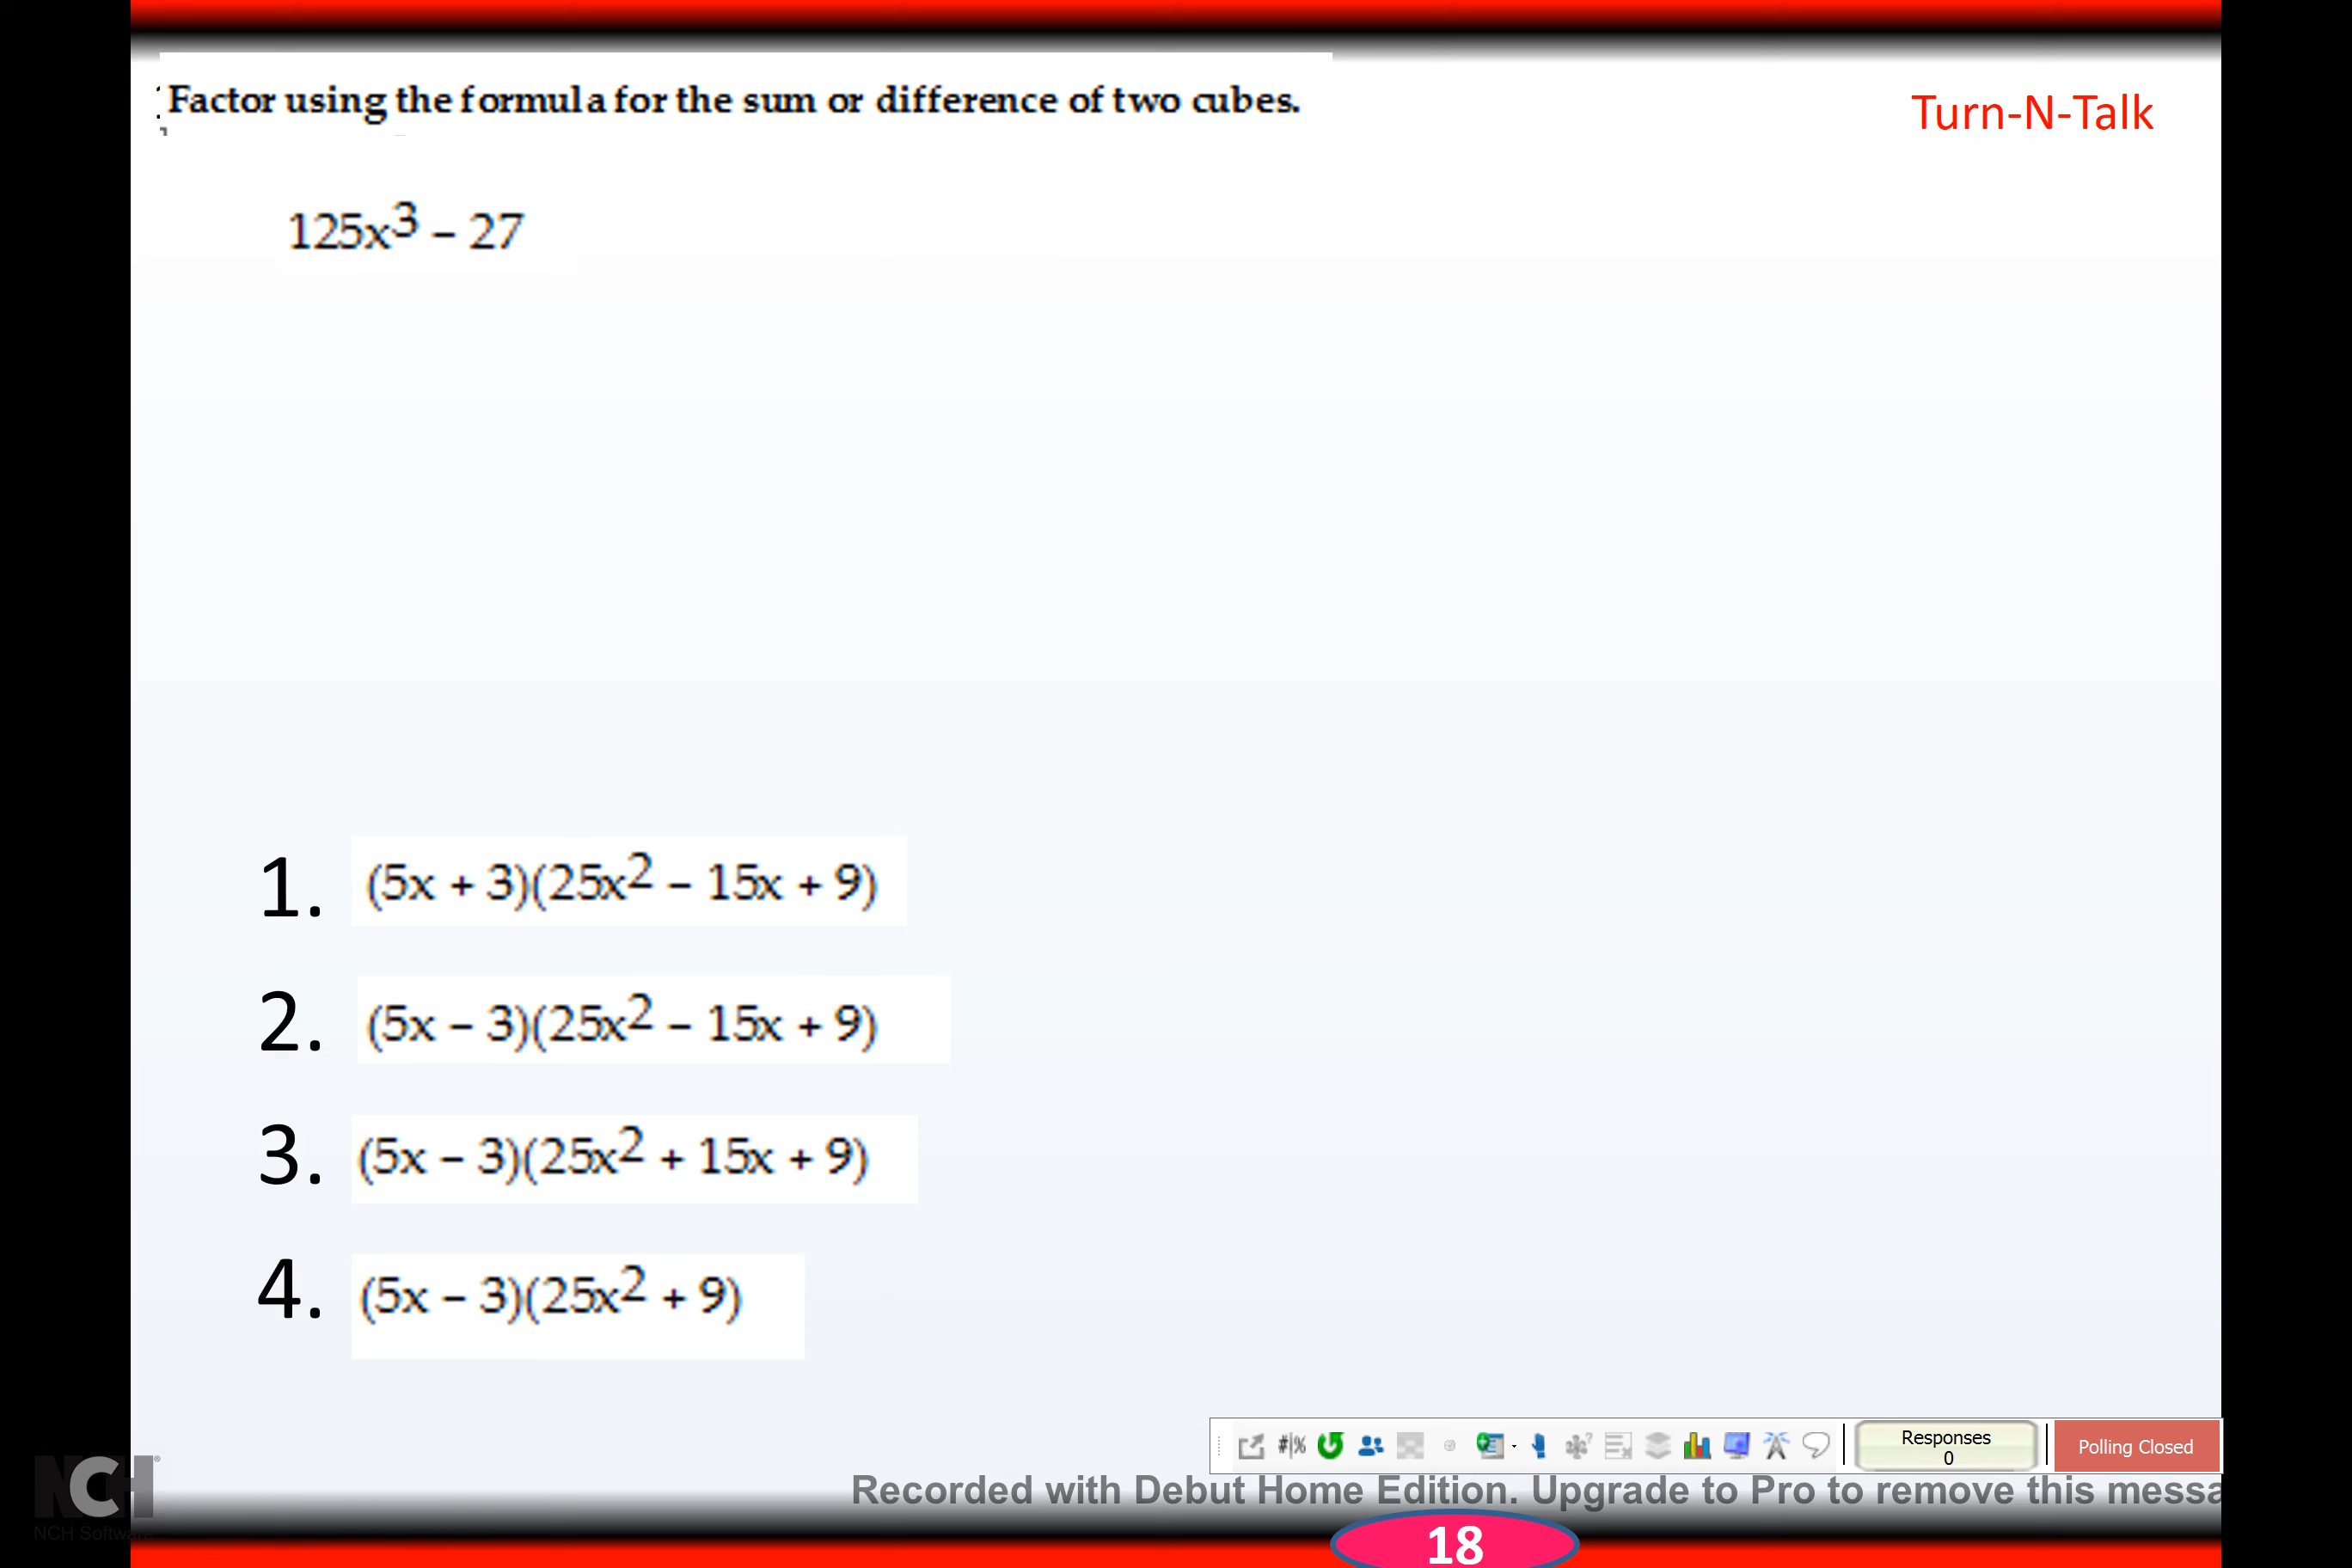 Factor using the formula for the sum or difference of two cubes.
Turn-N-Talk
125x³ – 27
1. (5x + 3)(25x² – 15x + 9)
2. (5x – 3)(25x² – 15x + 9)
3. (5x – 3)(25x² + 15x + 9)
4. (5x – 3)(25x² + 9)
#|%
Responses
0
Polling Closed
Recorded with Debut Home Edition. Upgrade to Pro to remove this messa
NCH
NCH Software
18